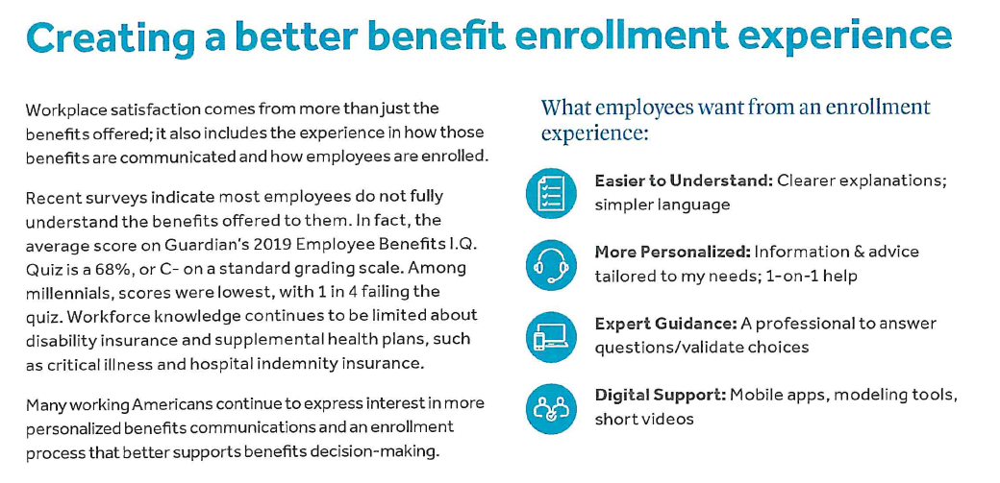 Creating a better benefit enrollment experience
Workplace satisfaction comes from more than just the
benefits offered; it also includes the experience in how those
benefits are communicated and how employees are enrolled.
Recent surveys indicate most employees do not fully
understand the benefits offered to them. In fact, the
average score on Guardian's 2019 Employee Benefits I.Q.
Quiz is a 68%, or C- on a standard grading scale. Among
millennials, scores were lowest, with 1 in 4 failing the
quiz. Workforce knowledge continues to be limited about
disability insurance and supplemental health plans, such
as critical illness and hospital indemnity insurance.
Many working Americans continue to express interest in more
personalized benefits communications and an enrollment
process that better supports benefits decision-making.
What employees want from an enrollment
experience:
Easier to Understand: Clearer explanations;
simpler language
More Personalized: Information & advice
tailored to my needs; 1-on-1 help
Expert Guidance: A professional to answer
questions/validate choices
Digital Support: Mobile apps, modeling tools,
short videos